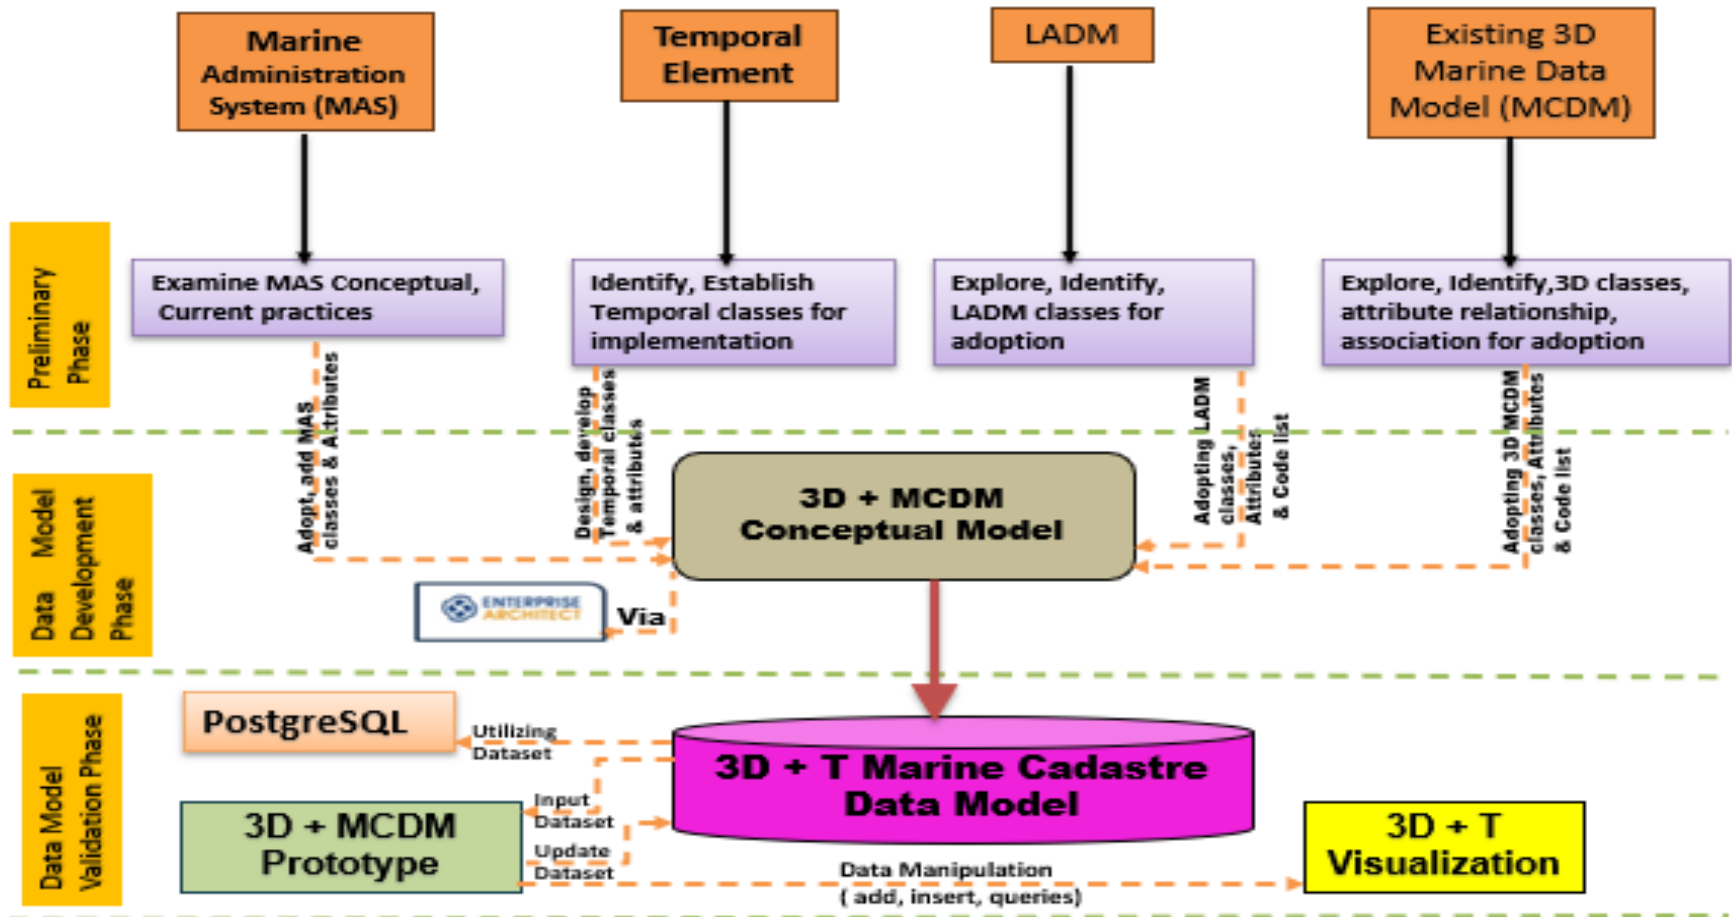 Marine
Administration
System (MAS)
Temporal
Element
LADM
Existing 3D
Marine Data
Model (MCDM)
Preliminary
Phase
Examine MAS Conceptual,
Current practices
Identify, Establish
Temporal classes for
implementation
Explore, Identify,
LADM classes for
adoption
Explore, Identify,3D classes,
attribute relationship,
association for adoption
Adopt, add MAS
classes & Attributes
Design, develop
Temporal classes
& attributes
Adopting LADM
classes,
Attributes
& Code list
Adopting 3D MCDM
classes, Attributes
& Code list
Data Model
Development
Phase
3D + MCDM
Conceptual Model
ENTERPRISE
ARCHITECT
Via
Data Model
Validation Phase
PostgreSQL
Utilizing
Dataset
3D + T Marine Cadastre
Data Model
Input
Dataset
3D + MCDM
Prototype
Update
Dataset
Data Manipulation
( add, insert, queries)
3D + T
Visualization